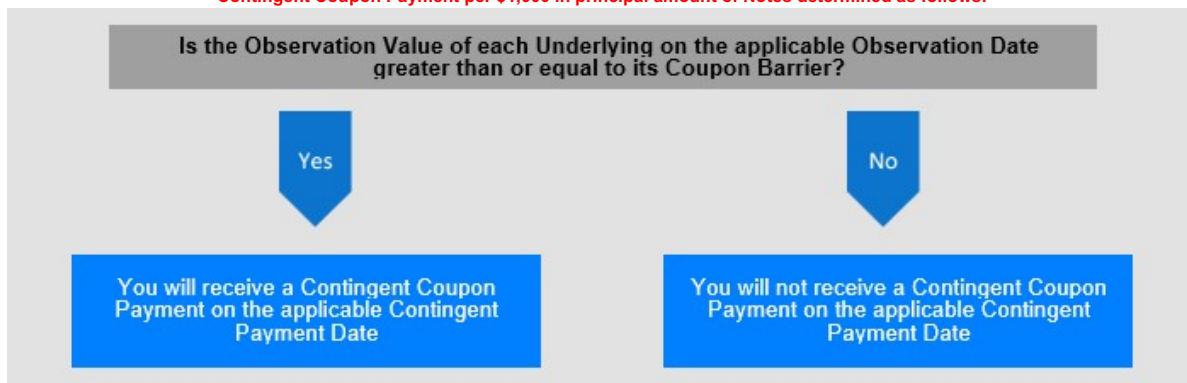 Contingent Coupon Payment per $1,000 in principal amount of Notes determined as follows:
Is the Observation Value of each Underlying on the applicable Observation Date
greater than or equal to its Coupon Barrier?
Yes
No
You will receive a Contingent Coupon
Payment on the applicable Contingent
Payment Date
You will not receive a Contingent Coupon
Payment on the applicable Contingent
Payment Date